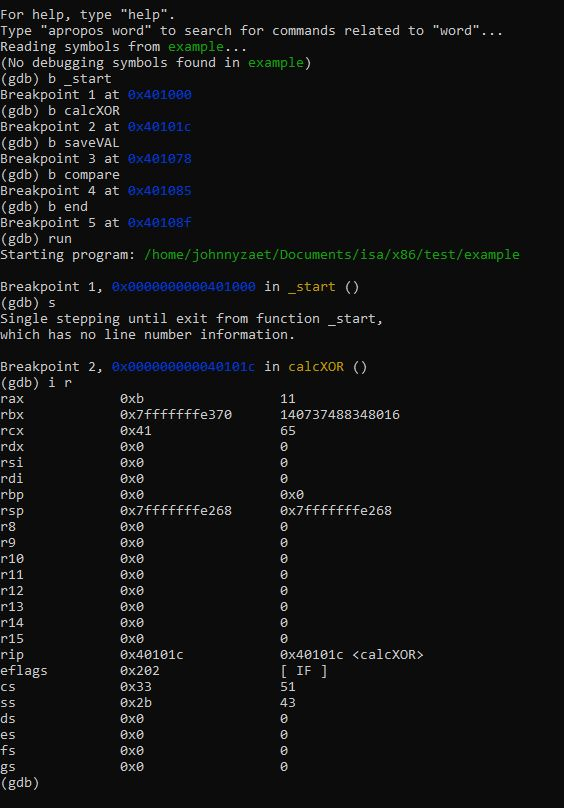 For help, type "help".
Type "apropos word" to search for commands related to "word"...
Reading symbols from example...
(No debugging symbols found in example)
(gdb) b _start
Breakpoint 1 at 0x401000
(gdb) b calcXOR
Breakpoint 2 at 0x40101c
(gdb) b saveVAL
Breakpoint 3 at 0x401078
(gdb) b compare
Breakpoint 4 at 0x401085
(gdb) b end
Breakpoint 5 at 0x40108f
(gdb) run
Starting program: /home/johnnyzaet/Documents/isa/x86/test/example

Breakpoint 1, 0x0000000000401000 in _start ()
(gdb) s
Single stepping until exit from function _start,
which has no line number information.

Breakpoint 2, 0x000000000040101c in calcXOR ()
(gdb) i r
rax            0xb                 11
rbx            0x7fffffffe370      140737488348016
rcx            0x41                65
rdx            0x0                 0
rsi            0x0                 0
rdi            0x0                 0
rbp            0x0                 0x0
rsp            0x7fffffffe268      0x7fffffffe268
r8             0x0                 0
r9             0x0                 0
r10            0x0                 0
r11            0x0                 0
r12            0x0                 0
r13            0x0                 0
r14            0x0                 0
r15            0x0                 0
rip            0x40101c            0x40101c <calcXOR>
eflags         0x202               [ IF ]
cs             0x33                51
ss             0x2b                43
ds             0x0                 0
es             0x0                 0
fs             0x0                 0
gs             0x0                 0
(gdb)